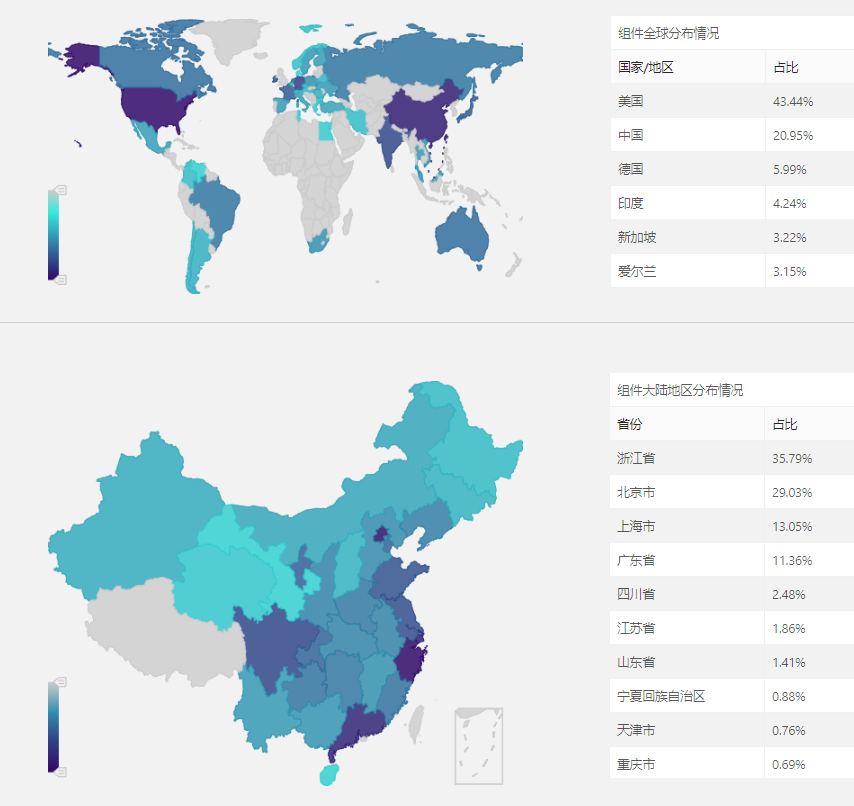 组件全球分布情况
国家/地区 占比
美国 43.44%
中国 20.95%
德国 5.99%
印度 4.24%
新加坡 3.22%
爱尔兰 3.15%
组件大陆地区分布情况
省份 占比
浙江省 35.79%
北京市 29.03%
上海市 13.05%
广东省 11.36%
四川省 2.48%
江苏省 1.86%
山东省 1.41%
宁夏回族自治区 0.88%
天津市 0.76%
重庆市 0.69%